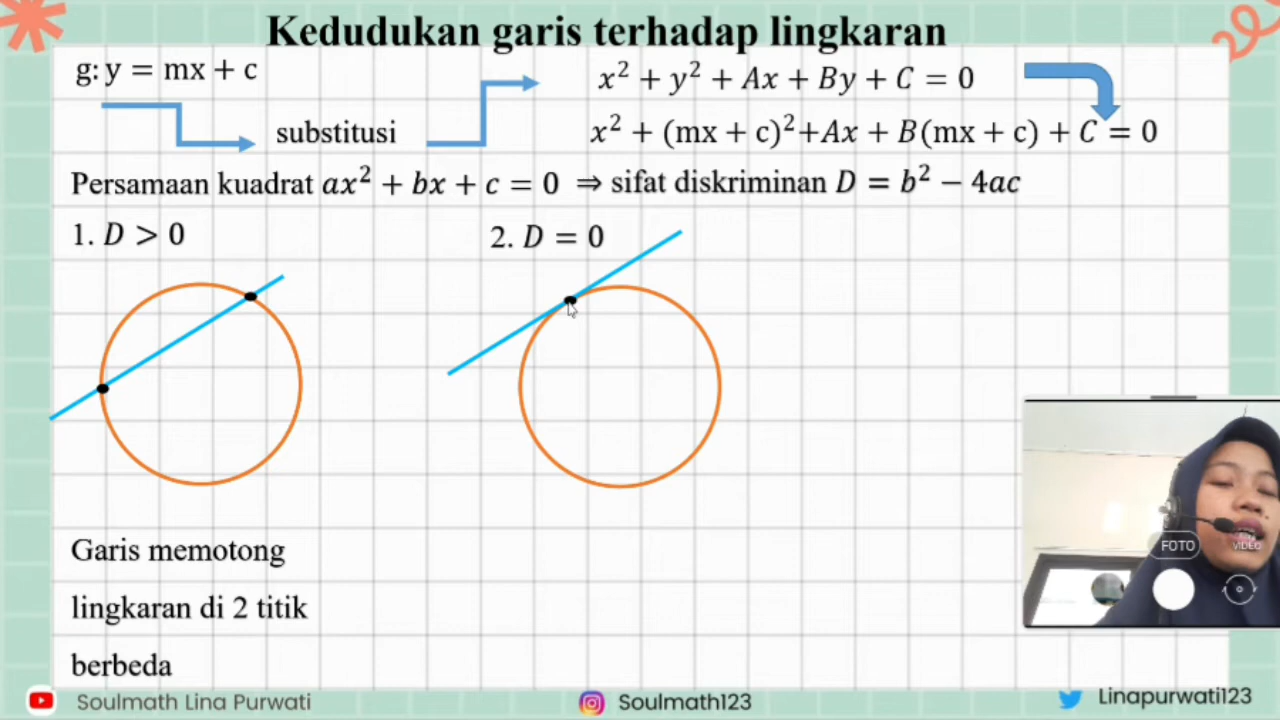 Kedudukan garis terhadap lingkaran
g: y = mx + c
x² + y² + Ax + By + C = 0
substitusi
x² + (mx + c)²+Ax + B(mx + c) + C = 0
Persamaan kuadrat ax² + bx + c = 0 ⇒ sifat diskriminan D = b² − 4ac
1. D > 0
2. D = 0
Garis memotong
lingkaran di 2 titik
berbeda
FOTO
VIDEO
Soulmath Lina Purwati
Soulmath123
Linapurwati123